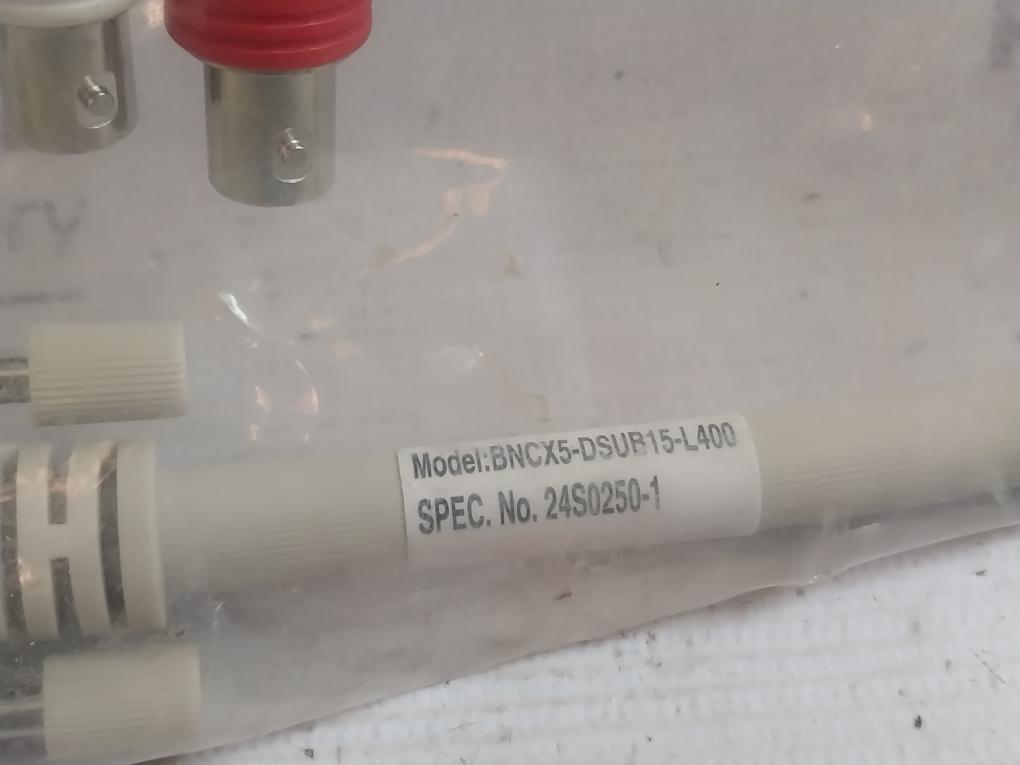 Model:BNCX5-DSUB15-L400
SPEC. No. 24S0250-1